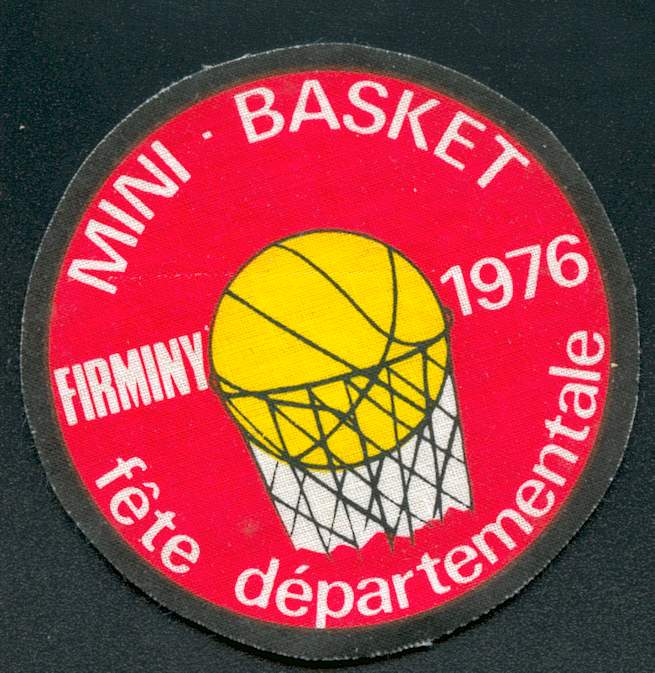 MINI · BASKET
FIRMINY
1976
fête départementale